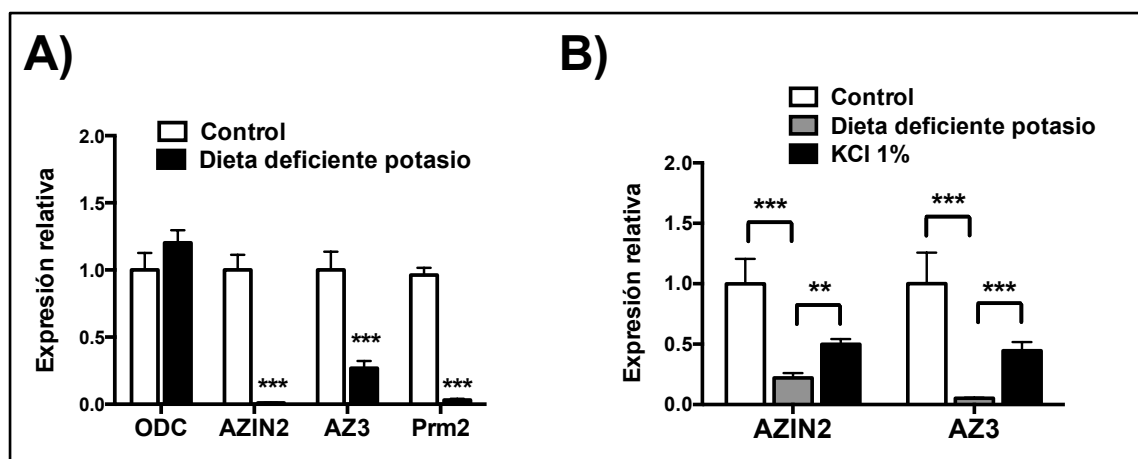 A)
Control
Dieta deficiente potasio
Expresión relativa
2.0
1.5
1.0
0.5
0.0
***
***
***
ODC AZIN2 AZ3 Prm2
B)
Control
Dieta deficiente potasio
KCl 1%
Expresión relativa
2.0
1.5
1.0
0.5
0.0
*** ***
** ***
AZIN2 AZ3